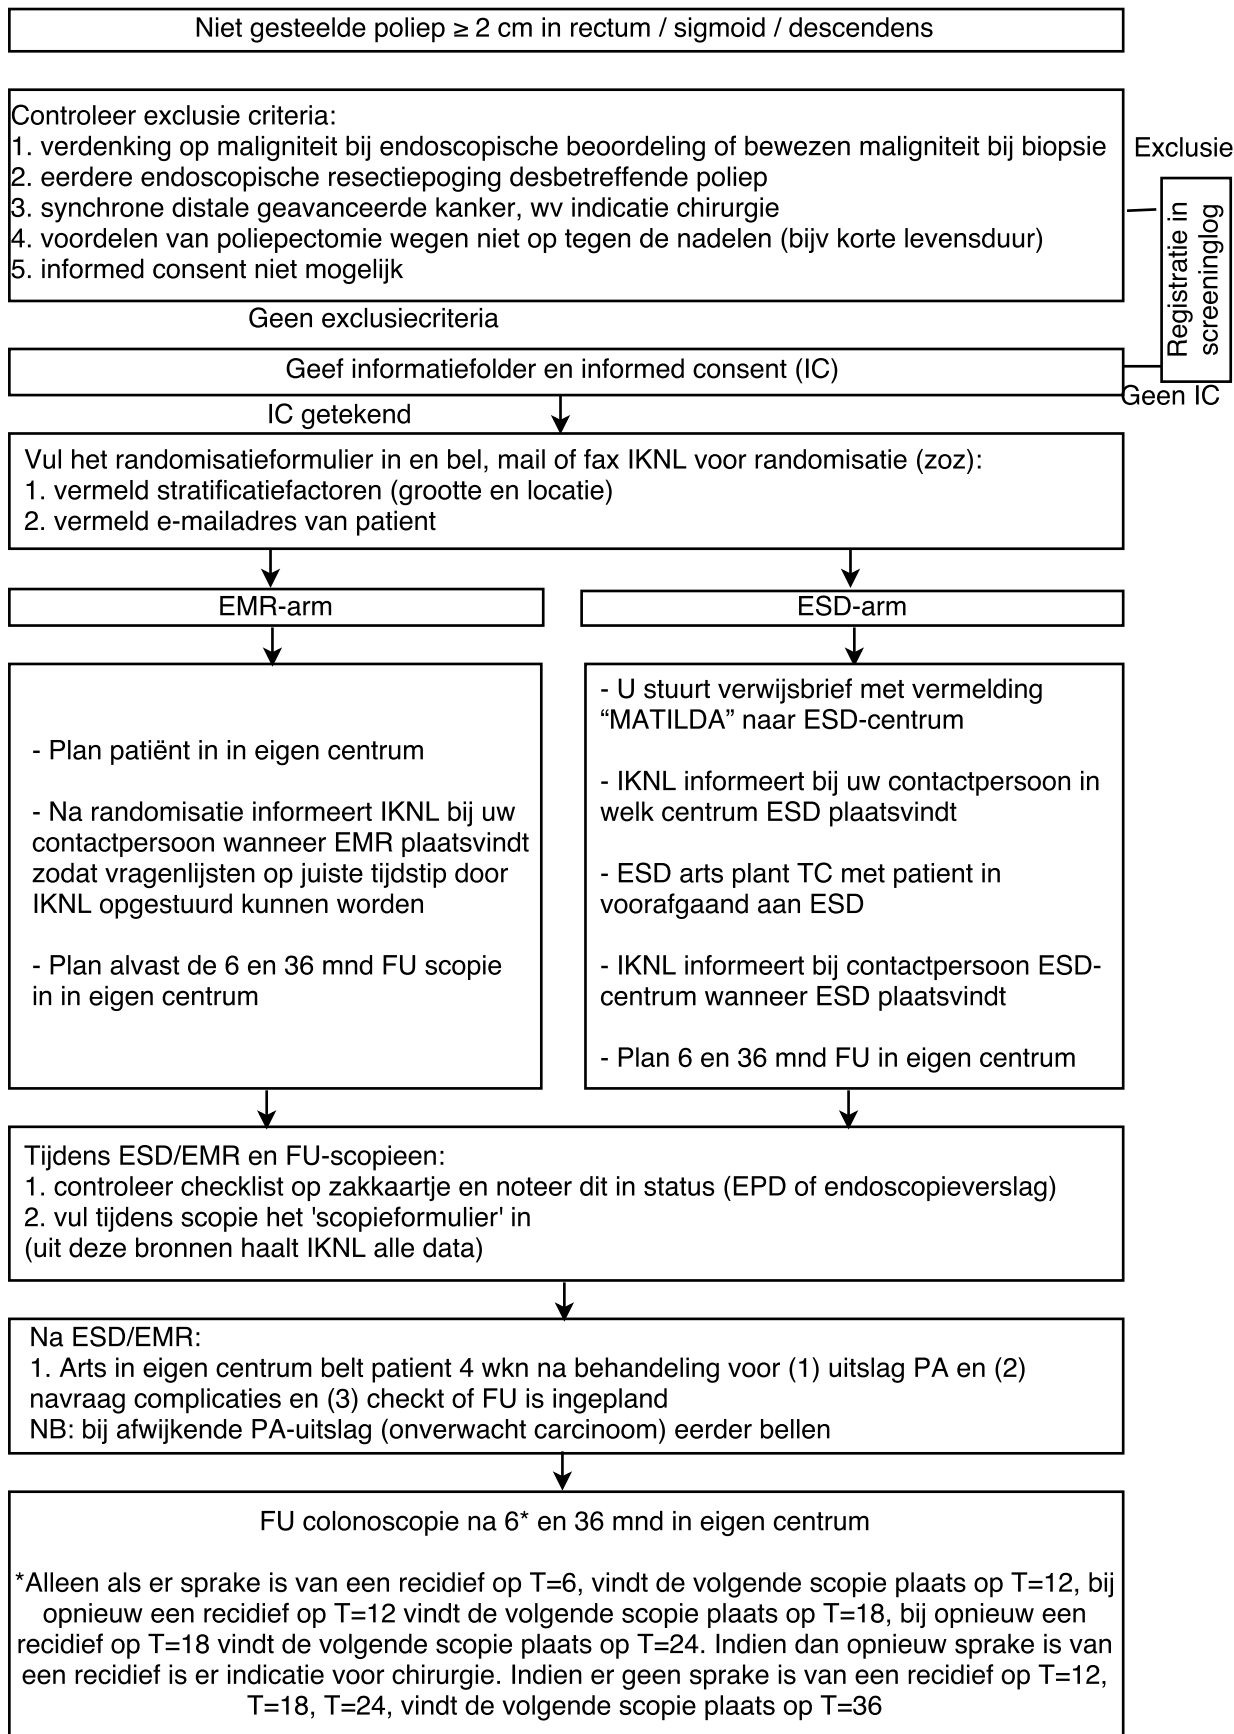 Niet gesteelde poliep ≥ 2 cm in rectum / sigmoid / descendens
Controleer exclusie criteria:
1. verdenking op maligniteit bij endoscopische beoordeling of bewezen maligniteit bij biopsie
2. eerdere endoscopische resectiepoging desbetreffende poliep
3. synchrone distale geavanceerde kanker, wv indicatie chirurgie
4. voordelen van poliepectomie wegen niet op tegen de nadelen (bijv korte levensduur)
5. informed consent niet mogelijk
Exclusie
Registratie in
screeninglog
Geen exclusiecriteria
Geef informatiefolder en informed consent (IC)
Geen IC
IC getekend
Vul het randomisatieformulier in en bel, mail of fax IKNL voor randomisatie (zoz):
1. vermeld stratificatiefactoren (grootte en locatie)
2. vermeld e-mailadres van patient
EMR-arm
- Plan patiënt in in eigen centrum
- Na randomisatie informeert IKNL bij uw
contactpersoon wanneer EMR plaatsvindt
zodat vragenlijsten op juiste tijdstip door
IKNL opgestuurd kunnen worden
- Plan alvast de 6 en 36 mnd FU scopie
in in eigen centrum
ESD-arm
- U stuurt verwijsbrief met vermelding
“MATILDA” naar ESD-centrum
- IKNL informeert bij uw contactpersoon in
welk centrum ESD plaatsvindt
- ESD arts plant TC met patient in
voorafgaand aan ESD
- IKNL informeert bij contactpersoon ESD-
centrum wanneer ESD plaatsvindt
- Plan 6 en 36 mnd FU in eigen centrum
Tijdens ESD/EMR en FU-scopieen:
1. controleer checklist op zakkaartje en noteer dit in status (EPD of endoscopieverslag)
2. vul tijdens scopie het 'scopieformulier' in
(uit deze bronnen haalt IKNL alle data)
Na ESD/EMR:
1. Arts in eigen centrum belt patient 4 wkn na behandeling voor (1) uitslag PA en (2)
navraag complicaties en (3) checkt of FU is ingepland
NB: bij afwijkende PA-uitslag (onverwacht carcinoom) eerder bellen
FU colonoscopie na 6* en 36 mnd in eigen centrum
*Alleen als er sprake is van een recidief op T=6, vindt de volgende scopie plaats op T=12, bij
opnieuw een recidief op T=12 vindt de volgende scopie plaats op T=18, bij opnieuw een
recidief op T=18 vindt de volgende scopie plaats op T=24. Indien dan opnieuw sprake is van
een recidief is er indicatie voor chirurgie. Indien er geen sprake is van een recidief op T=12,
T=18, T=24, vindt de volgende scopie plaats op T=36